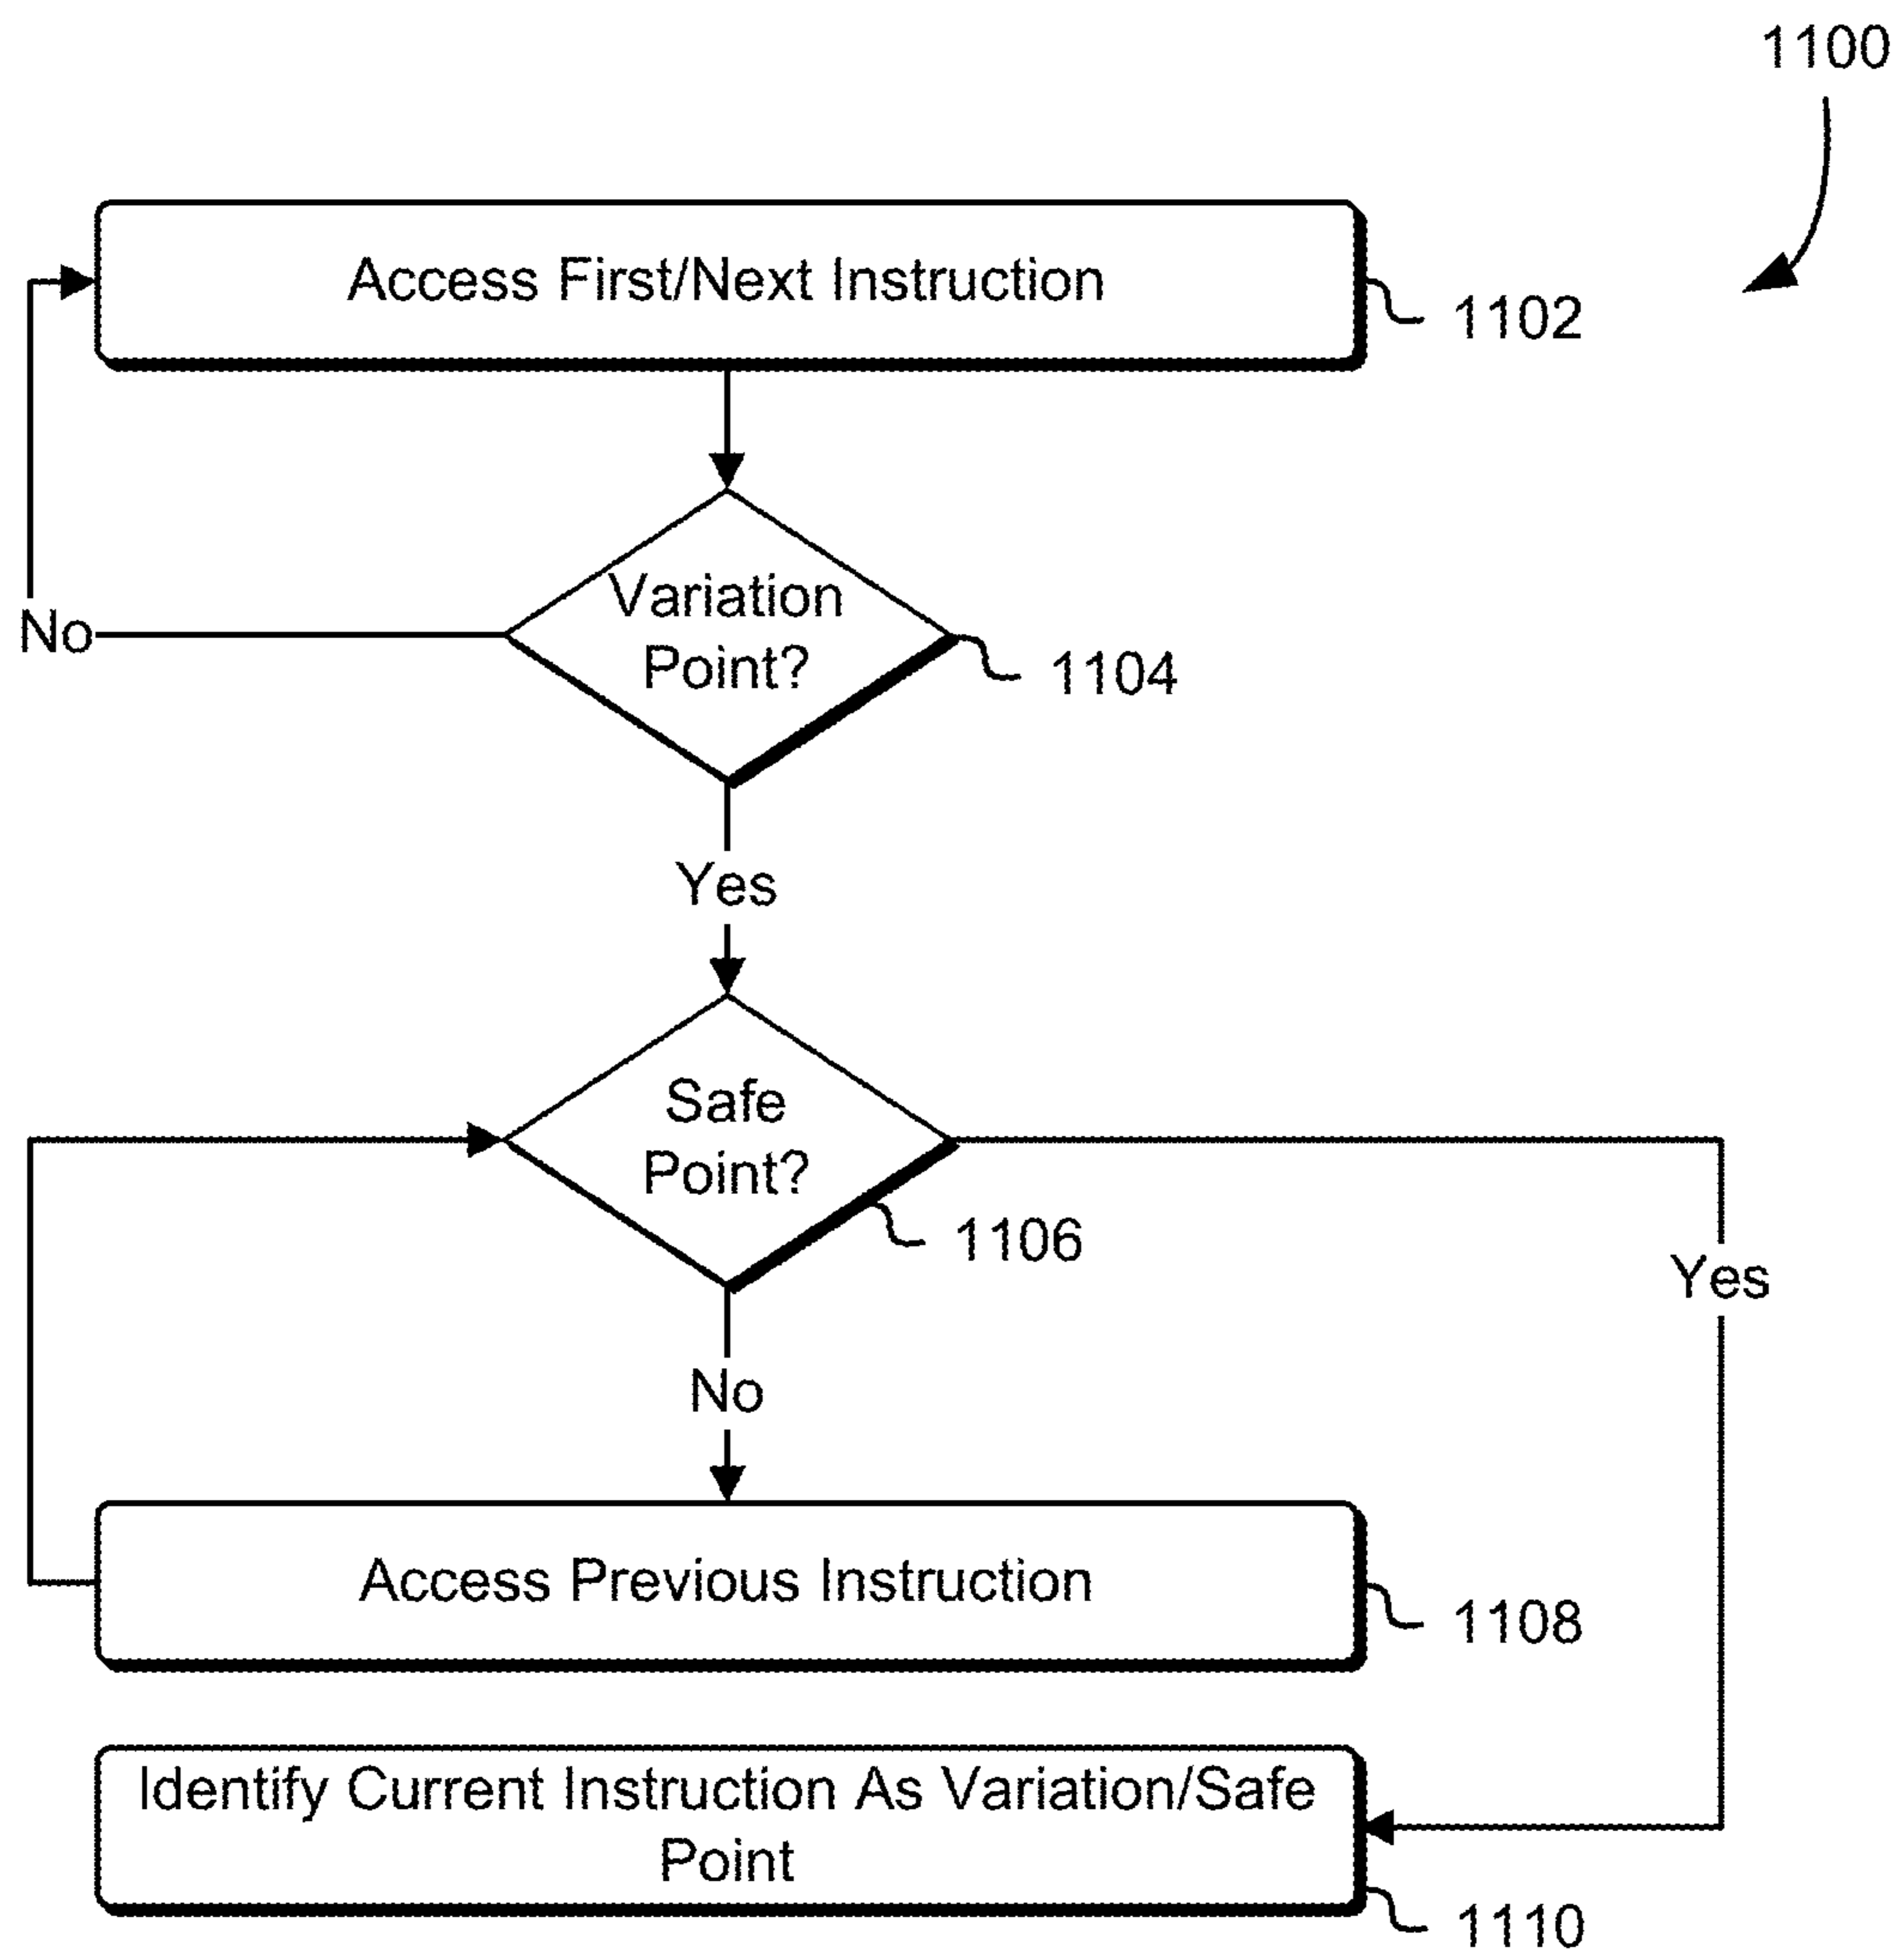 1100
Access First/Next Instruction
1102
Variation
Point?
No
1104
Yes
Safe
Point?
1106
Yes
No
Access Previous Instruction
1108
Identify Current Instruction As Variation/Safe
Point
1110